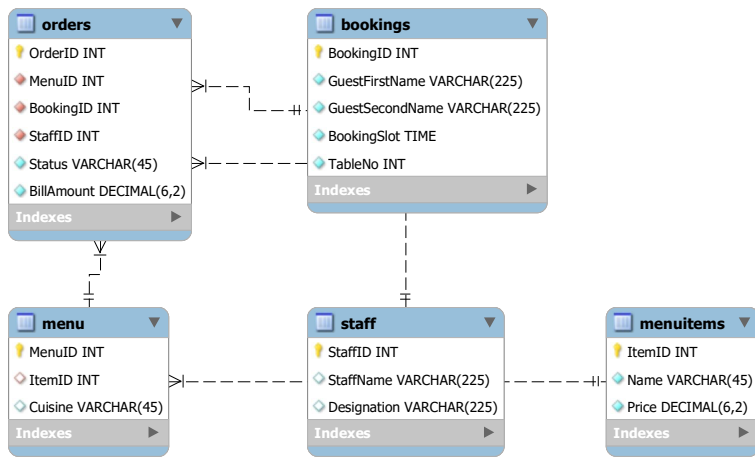 orders
OrderID INT
MenuID INT
BookingID INT
StaffID INT
Status VARCHAR(45)
BillAmount DECIMAL(6,2)
Indexes
bookings
BookingID INT
GuestFirstName VARCHAR(225)
GuestSecondName VARCHAR(225)
BookingSlot TIME
TableNo INT
Indexes
menu
MenuID INT
ItemID INT
Cuisine VARCHAR(45)
Indexes
staff
StaffID INT
StaffName VARCHAR(225)
Designation VARCHAR(225)
Indexes
menuitems
ItemID INT
Name VARCHAR(45)
Price DECIMAL(6,2)
Indexes